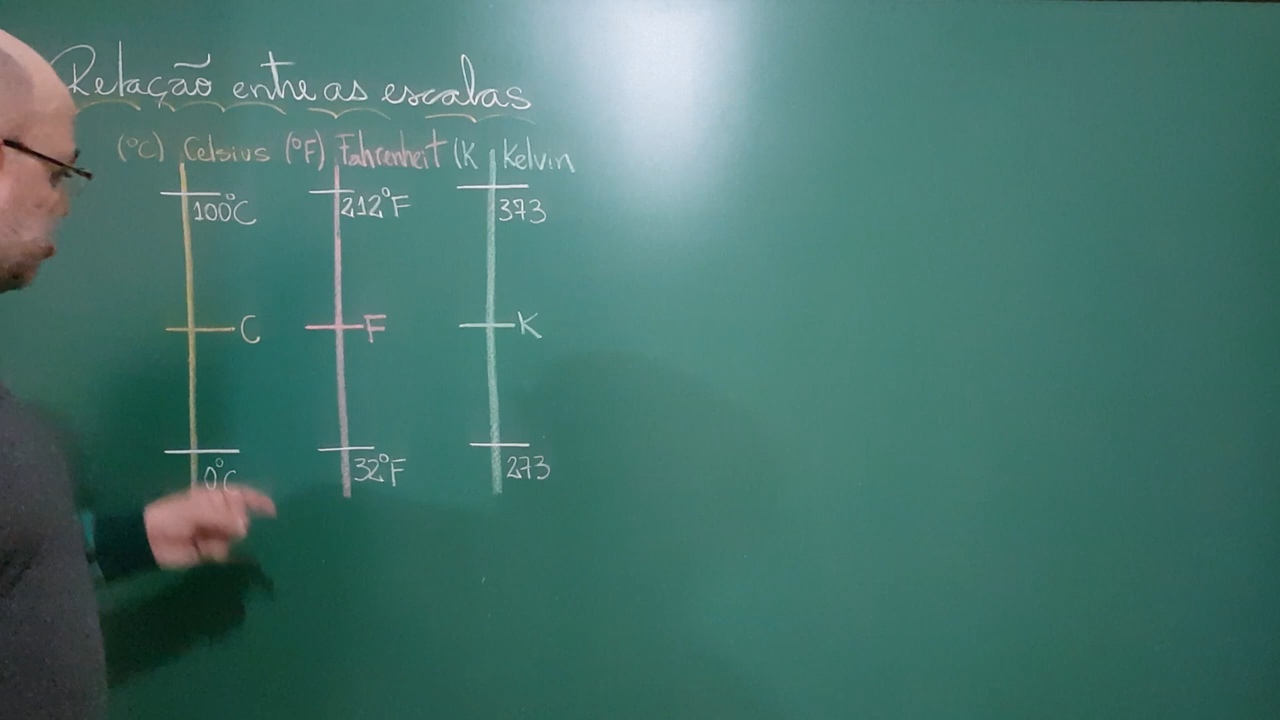 Relação entre as escalas
(°C) Celsius (°F) Fahrenheit (K Kelvin
100°C 212°F 373
C F K
0°C 32°F 273